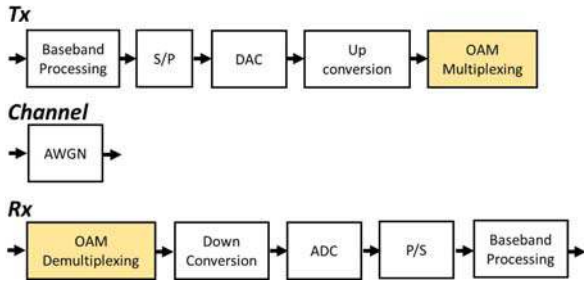 Tx
Baseband
Processing
S/P
DAC
Up
conversion
OAM
Multiplexing
Channel
AWGN
Rx
OAM
Demultiplexing
Down
Conversion
ADC
P/S
Baseband
Processing